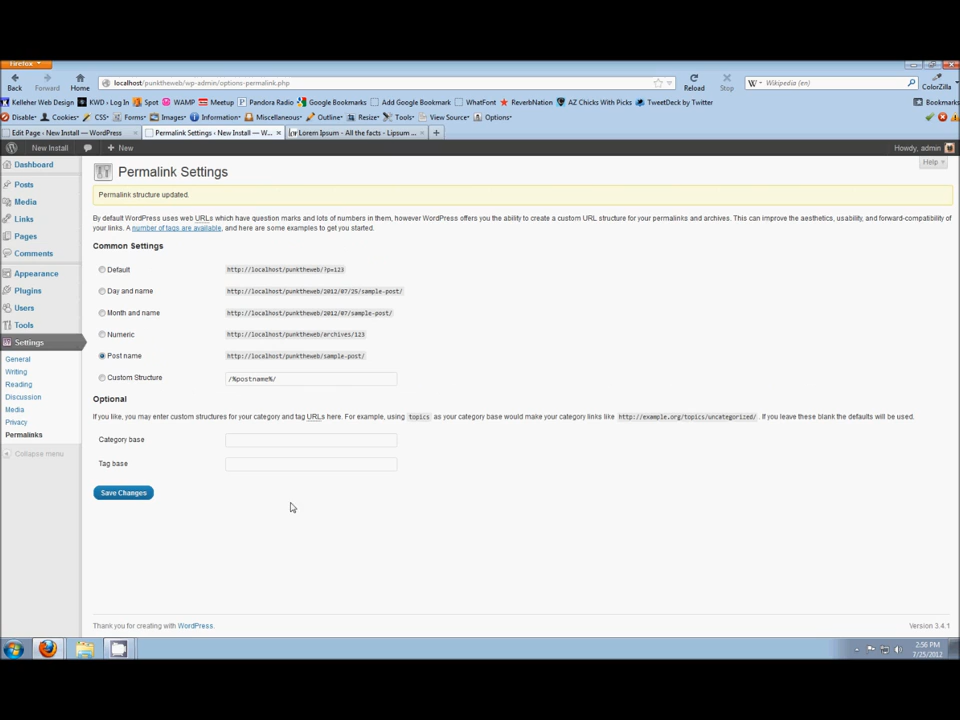 Firefox
Back Forward Home localhost/punktheweb/wp-admin/options-permalink.php Reload Stop Wikipedia (en) ColorZilla
Kelleher Web Design KWD › Log In Spot WAMP Meetup Pandora Radio Google Bookmarks Add Google Bookmark WhatFont ReverbNation AZ Chicks With Picks TweetDeck by Twitter Bookmarks
Disable Cookies CSS Forms Images Information Miscellaneous Outline Resize Tools View Source Options
Edit Page ‹ New Install — WordPress Permalink Settings ‹ New Install — W... Lorem Ipsum - All the facts - Lipsum ...
New Install New Howdy, admin
Dashboard
Posts
Media
Links
Pages
Comments
Appearance
Plugins
Users
Tools
Settings
General
Writing
Reading
Discussion
Media
Privacy
Permalinks
Collapse menu
Help
Permalink Settings
Permalink structure updated.
By default WordPress uses web URLs which have question marks and lots of numbers in them, however WordPress offers you the ability to create a custom URL structure for your permalinks and archives. This can improve the aesthetics, usability, and forward-compatibility of
your links. A number of tags are available, and here are some examples to get you started.
Common Settings
Default http://localhost/punktheweb/?p=123
Day and name http://localhost/punktheweb/2012/07/25/sample-post/
Month and name http://localhost/punktheweb/2012/07/sample-post/
Numeric http://localhost/punktheweb/archives/123
Post name http://localhost/punktheweb/sample-post/
Custom Structure /%postname%/
Optional
If you like, you may enter custom structures for your category and tag URLs here. For example, using topics as your category base would make your category links like http://example.org/topics/uncategorized/ . If you leave these blank the defaults will be used.
Category base
Tag base
Save Changes
Thank you for creating with WordPress. Version 3.4.1
2:56 PM
7/25/2012